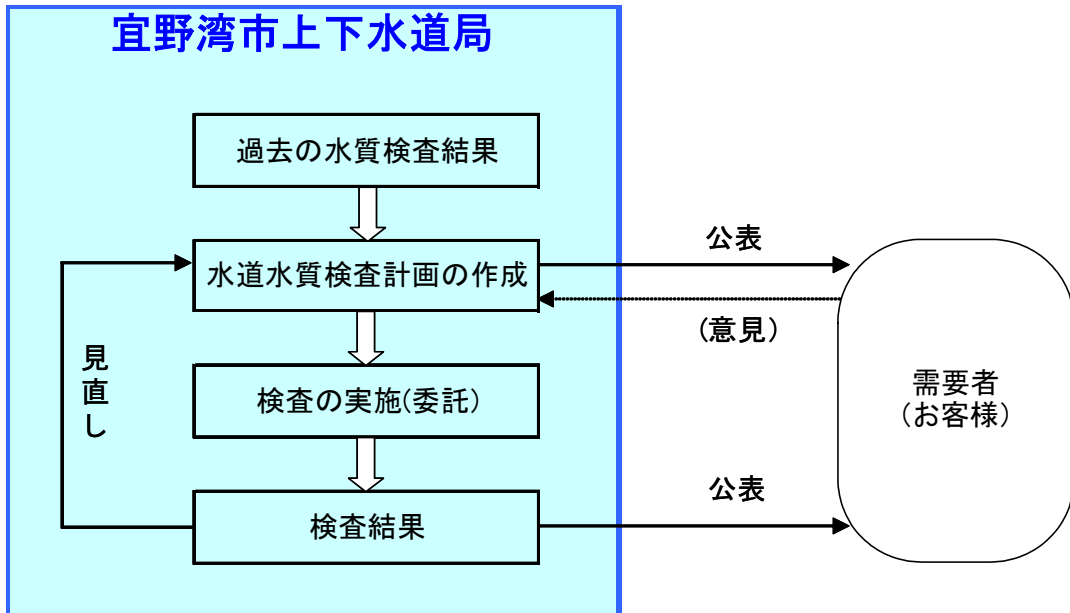 宜野湾市上下水道局
過去の水質検査結果
水道水質検査計画の作成
公表
(意見)
見直し
検査の実施(委託)
需要者
(お客様)
検査結果
公表